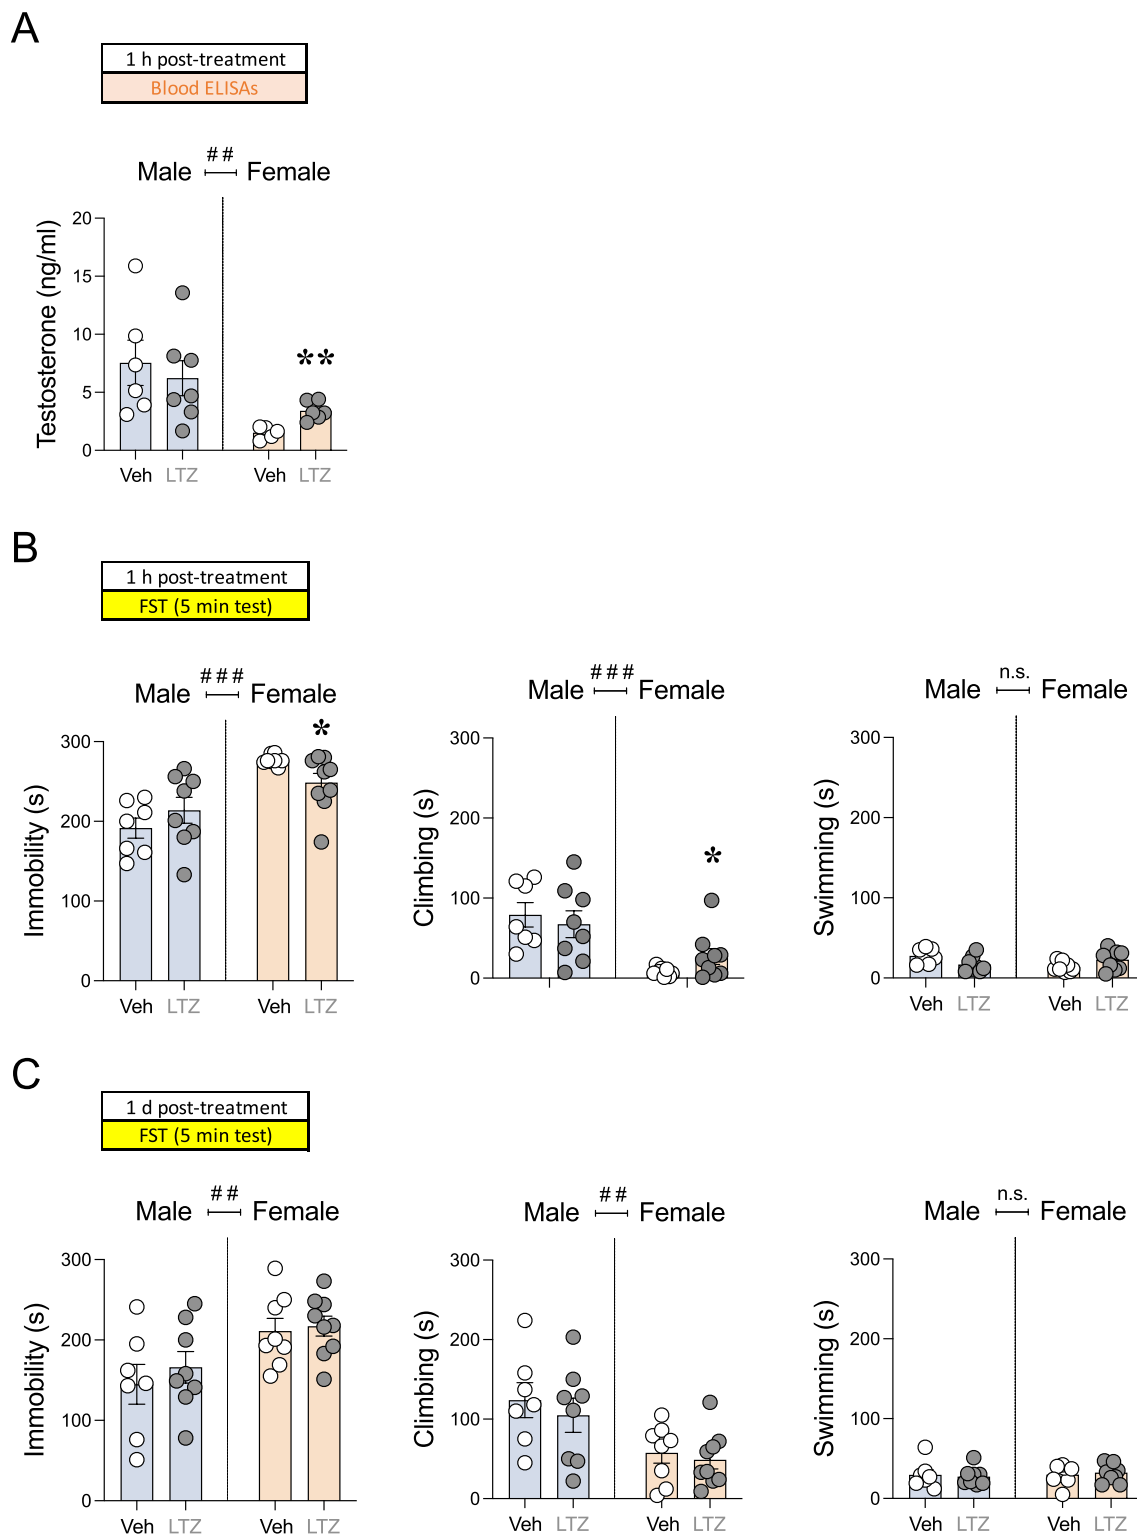 A
1 h post-treatment
Blood ELISAs
##
Male Female
Testosterone (ng/ml)
20
15
10
5
0
**
Veh LTZ Veh LTZ
B
1 h post-treatment
FST (5 min test)
###
Male Female
*
Immobility (s)
300
200
100
0
Veh LTZ Veh LTZ
###
Male Female
*
Climbing (s)
300
200
100
0
n.s.
Male Female
Swimming (s)
300
200
100
0
Veh LTZ Veh LTZ
C
1 d post-treatment
FST (5 min test)
##
Male Female
Immobility (s)
300
200
100
0
Veh LTZ Veh LTZ
##
Male Female
Climbing (s)
300
200
100
0
Veh LTZ Veh LTZ
n.s.
Male Female
Swimming (s)
300
200
100
0
Veh LTZ Veh LTZ